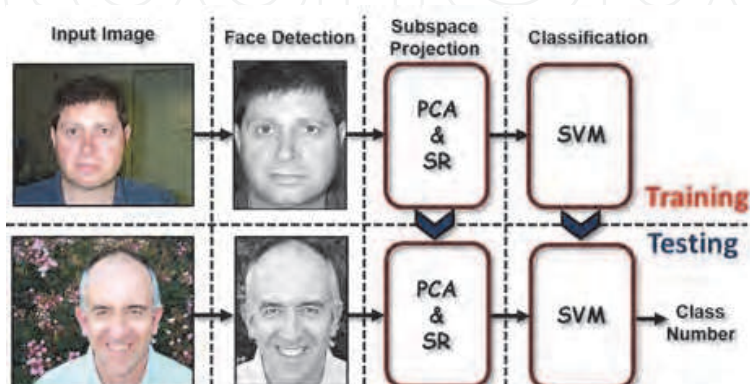 Input Image
Face Detection
Subspace
Projection
Classification
PCA
&
SR
SVM
Training
Testing
PCA
&
SR
SVM
Class
Number